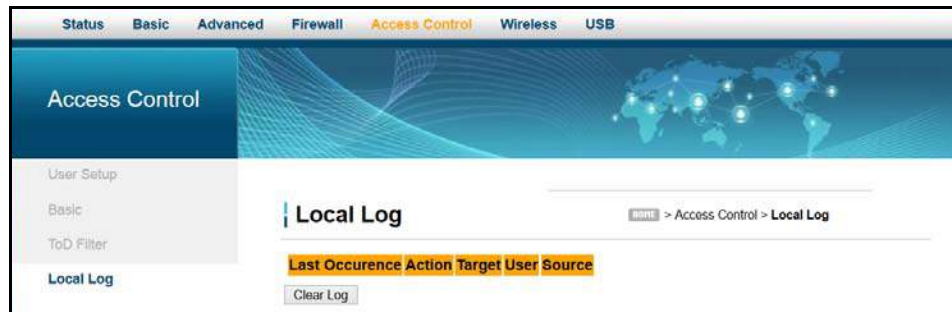 Status Basic Advanced Firewall Access Control Wireless USB
Access Control
User Setup
Basic
ToD Filter
Local Log
Local Log
HOME > Access Control > Local Log
Last Occurence Action Target User Source
Clear Log